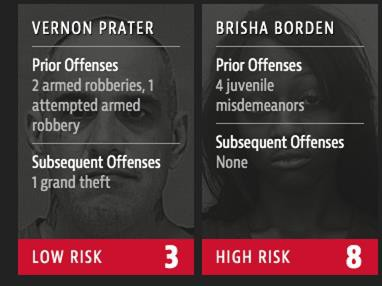 VERNON PRATER
Prior Offenses
2 armed robberies, 1
attempted armed
robbery
Subsequent Offenses
1 grand theft
LOW RISK 3
BRISHA BORDEN
Prior Offenses
4 juvenile
misdemeanors
Subsequent Offenses
None
HIGH RISK 8